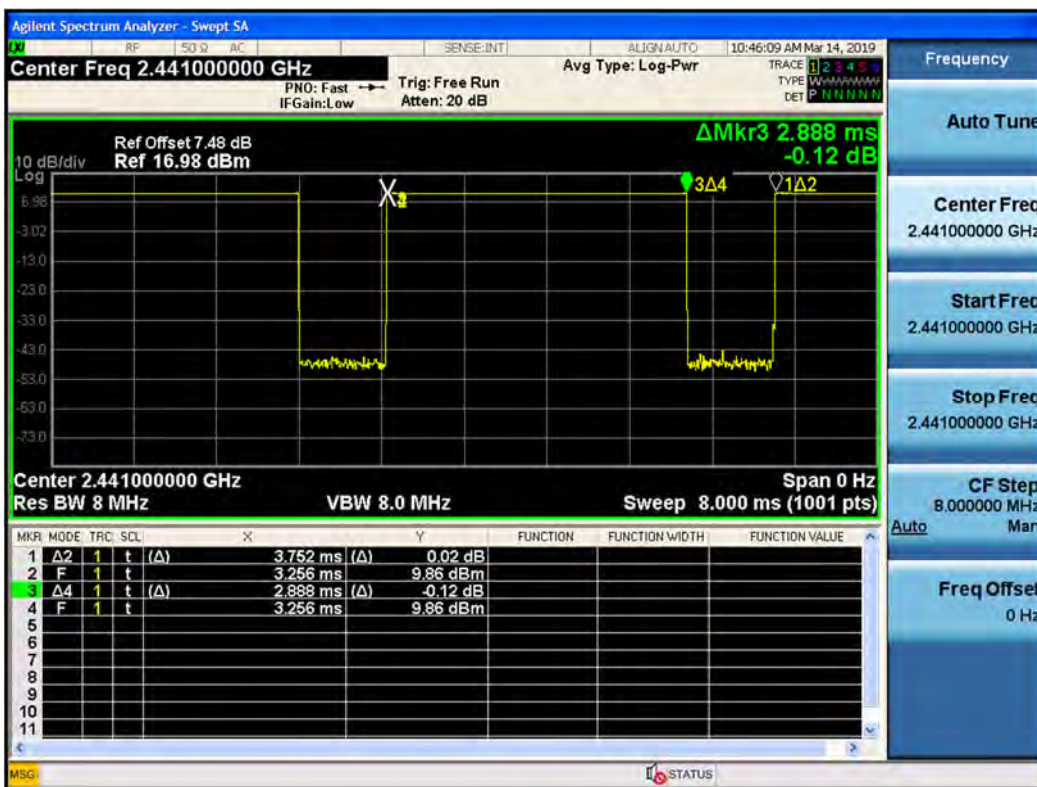 Agilent Spectrum Analyzer - Swept SA
LXI RF 50 Ω AC SENSE:INT ALIGN AUTO 10:46:09 AM Mar 14, 2019
Center Freq 2.441000000 GHz
PNO: Fast
IFGain:Low
Trig: Free Run
Atten: 20 dB
Avg Type: Log-Pwr
TRACE 1 2 3 4 5 6
TYPE
DET P N N N N N
ΔMkr3 2.888 ms
-0.12 dB
Ref Offset 7.48 dB
10 dB/div Ref 16.98 dBm
Log
3Δ4 1Δ2
6.98
-3.02
-13.0
-23.0
-33.0
-43.0
-53.0
-63.0
-73.0
Center 2.441000000 GHz Span 0 Hz
Res BW 8 MHz VBW 8.0 MHz Sweep 8.000 ms (1001 pts)
MKR MODE TRC SCL X Y FUNCTION FUNCTION WIDTH FUNCTION VALUE
1 Δ2 1 t (Δ) 3.752 ms (Δ) 0.02 dB
2 F 1 t 3.256 ms 9.86 dBm
3 Δ4 1 t (Δ) 2.888 ms (Δ) -0.12 dB
4 F 1 t 3.256 ms 9.86 dBm
5
6
7
8
9
10
11
MSG STATUS
Frequency
Auto Tune
Center Freq
2.441000000 GHz
Start Freq
2.441000000 GHz
Stop Freq
2.441000000 GHz
CF Step
8.000000 MHz
Auto Man
Freq Offset
0 Hz